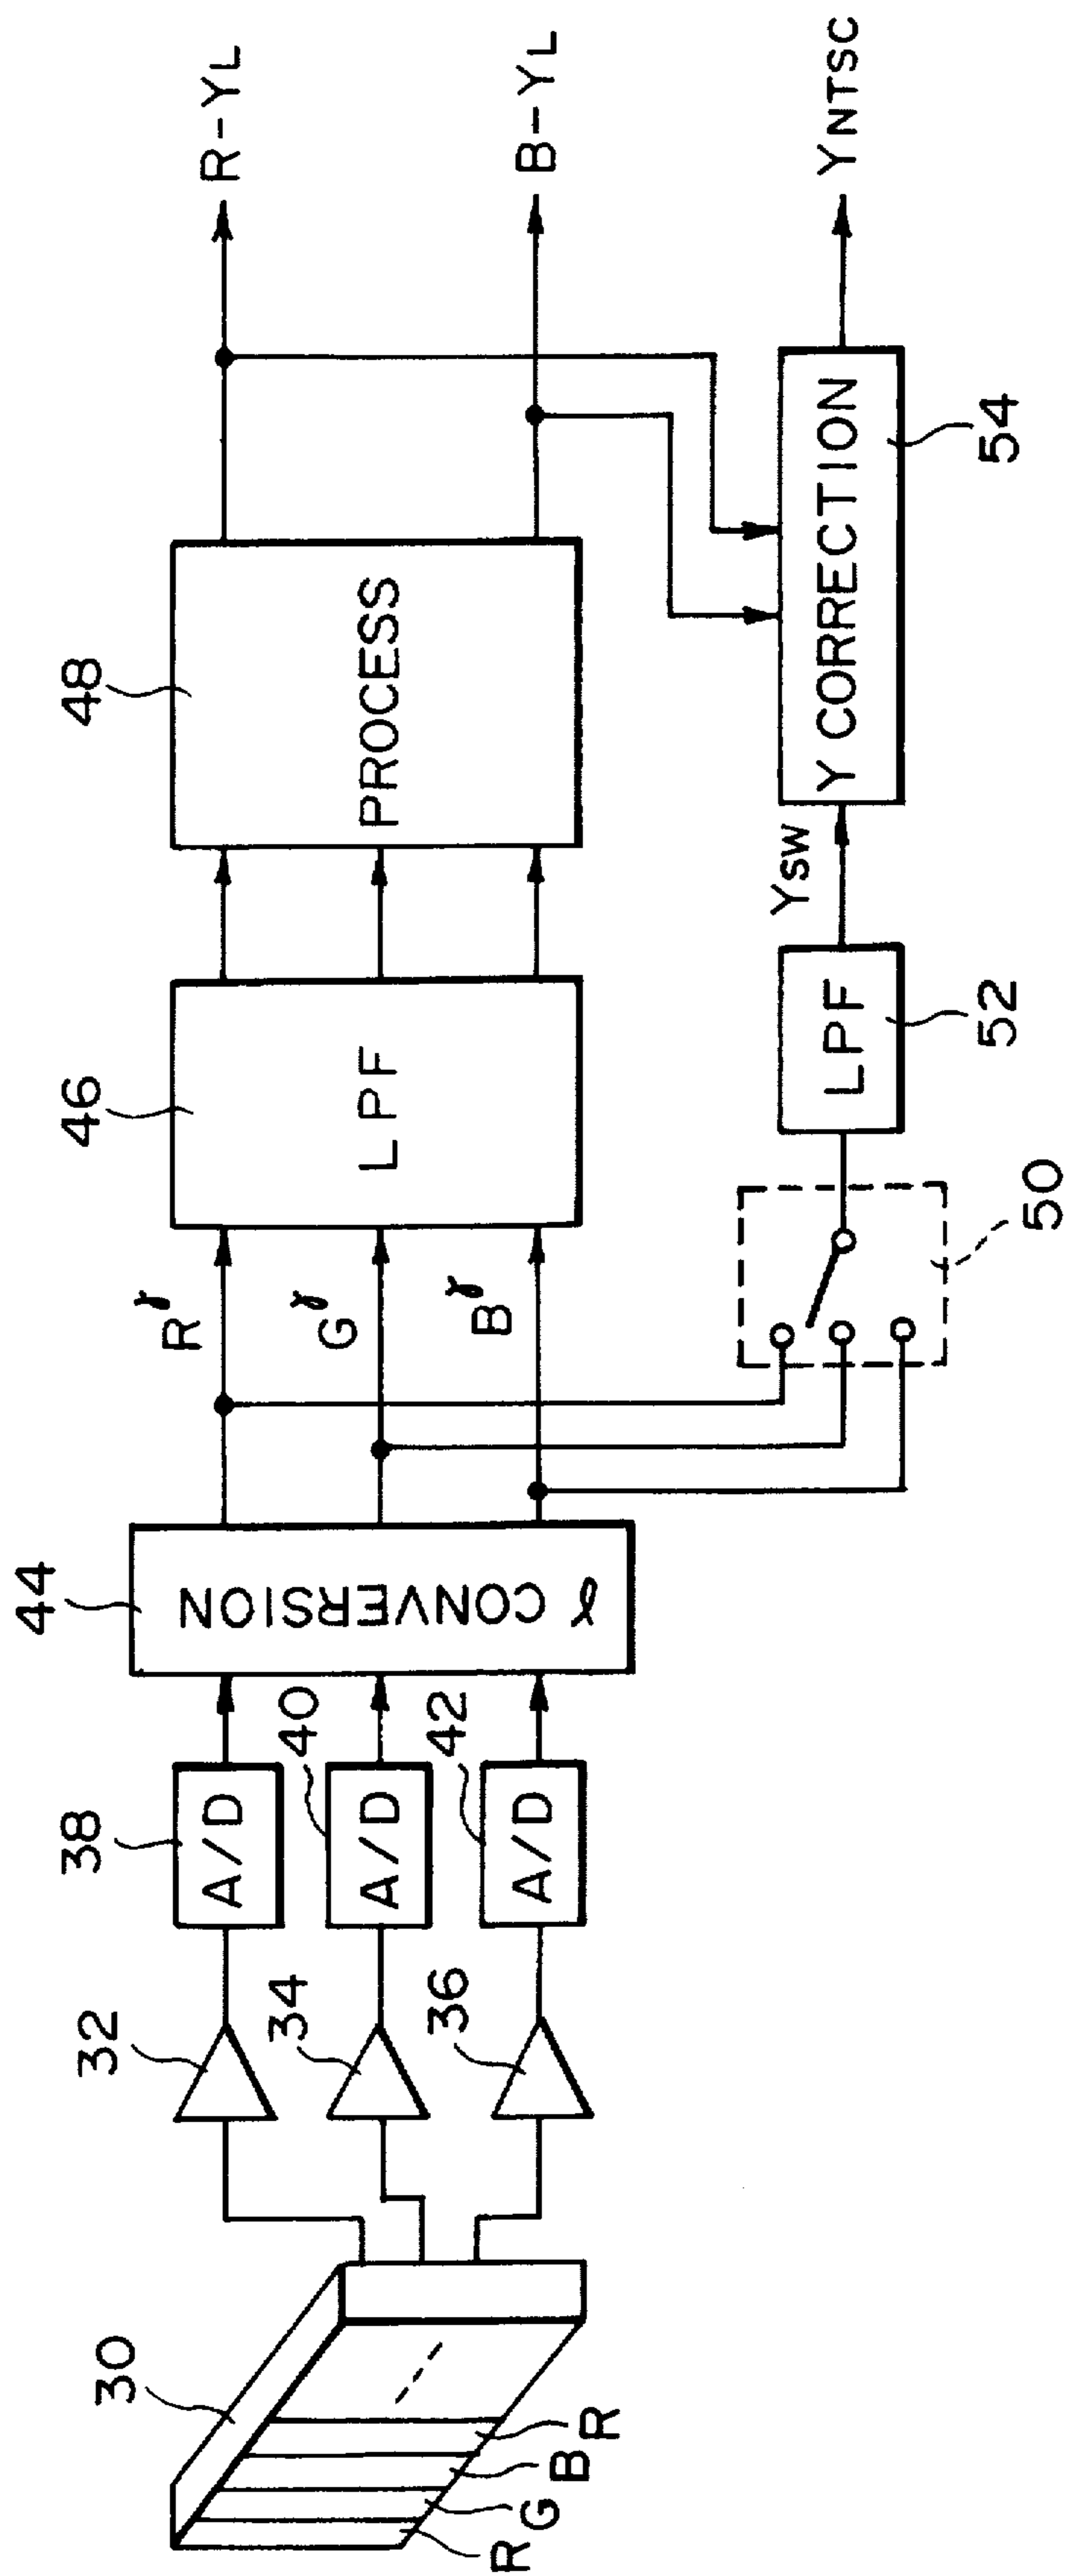 30
R
G
B
R
32
34
36
38
A/D
40
A/D
42
A/D
44
γ CONVERSION
Rγ
Gγ
Bγ
46
LPF
48
PROCESS
R-YL
B-YL
50
LPF
52
YSW
Y CORRECTION
54
YNTSC